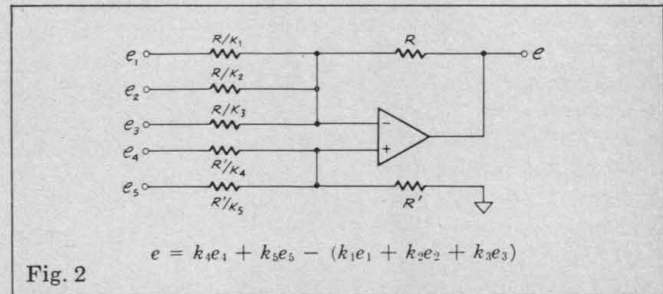 e₁
R/K₁
R
e
e₂
R/K₂
e₃
R/K₃
−
e₄
R'/K₄
+
e₅
R'/K₅
R'
e = k₄e₄ + k₅e₅ − (k₁e₁ + k₂e₂ + k₃e₃)
Fig. 2